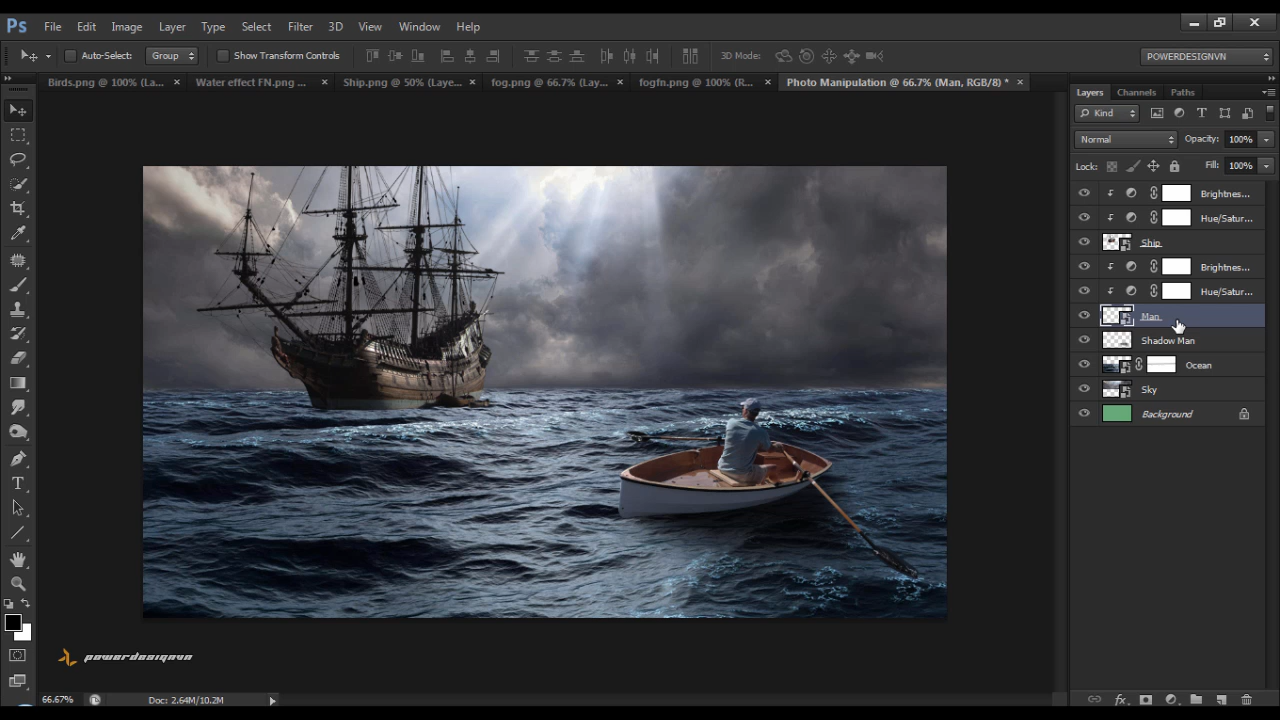 Ps File Edit Image Layer Type Select Filter 3D View Window Help
Auto-Select: Group Show Transform Controls 3D Mode: POWERDESIGNVN
Birds.png @ 100% (La... × Water effect FN.png ... × Ship.png @ 50% (Laye... × fog.png @ 66.7% (Lay... × fogfn.png @ 100% (R... × Photo Manipulation @ 66.7% (Man, RGB/8) * ×
Layers Channels Paths
Kind
Normal Opacity: 100%
Lock: Fill: 100%
Brightnes...
Hue/Satur...
Ship
Brightnes...
Hue/Satur...
Man
Shadow Man
Ocean
Sky
Background
powerdesignvn
66.67% Doc: 2.64M/10.2M